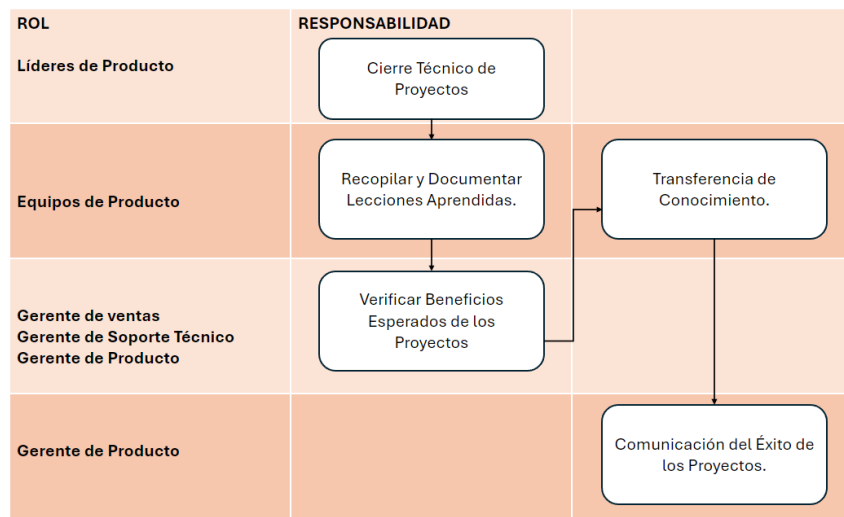 ROL
RESPONSABILIDAD
Líderes de Producto
Cierre Técnico de
Proyectos
Equipos de Producto
Recopilar y Documentar
Lecciones Aprendidas.
Transferencia de
Conocimiento.
Gerente de ventas
Gerente de Soporte Técnico
Gerente de Producto
Verificar Beneficios
Esperados de los
Proyectos
Gerente de Producto
Comunicación del Éxito de
los Proyectos.